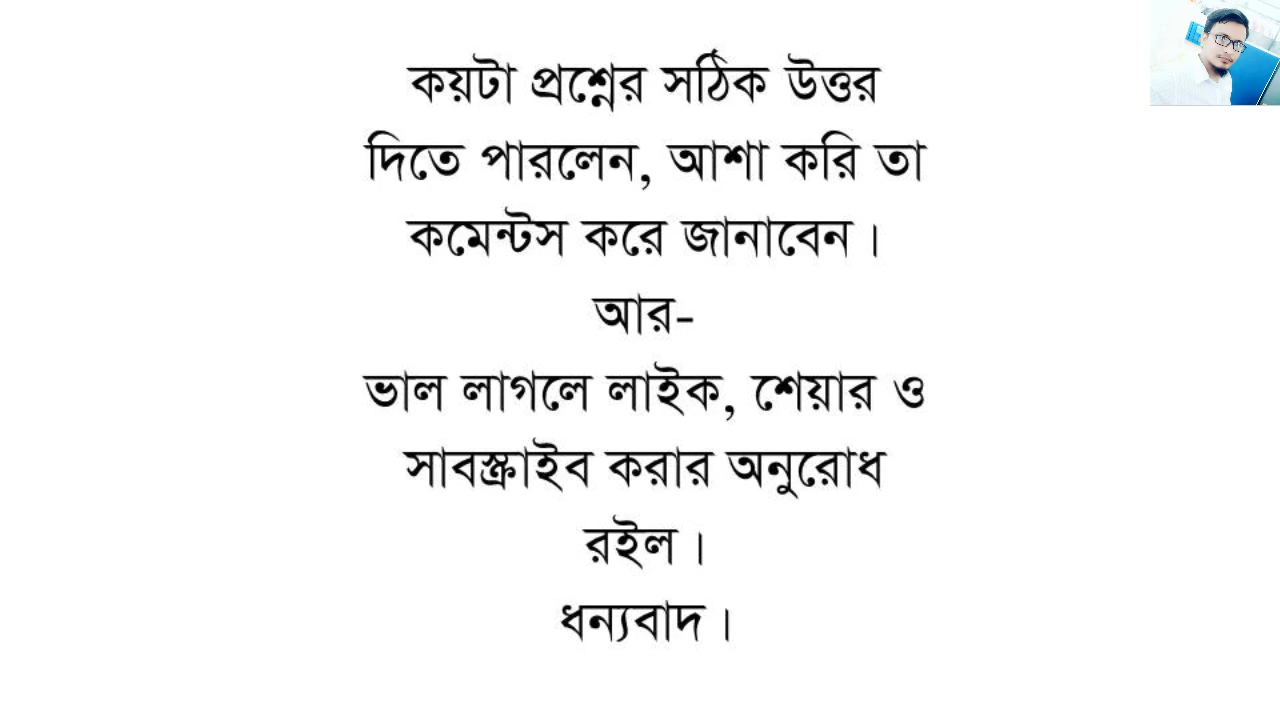 কয়টা প্রশ্নের সঠিক উত্তর
দিতে পারলেন, আশা করি তা
কমেন্টস করে জানাবেন।
আর-
ভাল লাগলে লাইক, শেয়ার ও
সাবস্ক্রাইব করার অনুরোধ
রইল।
ধন্যবাদ।